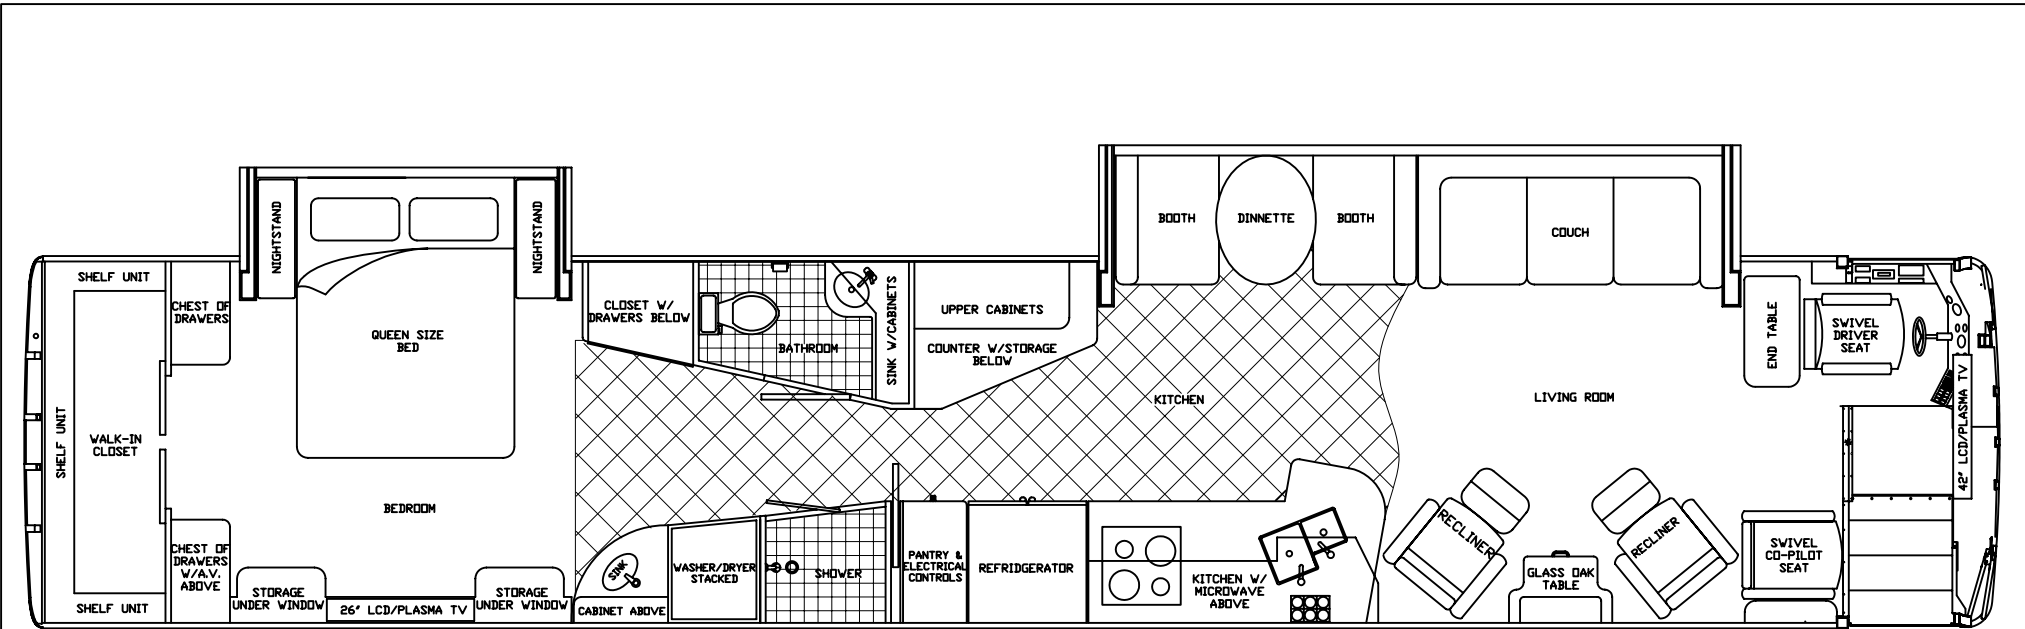 SHELF UNIT
CHEST OF
DRAWERS
SHELF UNIT
WALK-IN
CLOSET
CHEST OF
DRAWERS
W/A.V.
ABOVE
SHELF UNIT
NIGHTSTAND
NIGHTSTAND
QUEEN SIZE
BED
BEDROOM
STORAGE
UNDER WINDOW
26" LCD/PLASMA TV
STORAGE
UNDER WINDOW
CLOSET W/
DRAWERS BELOW
BATHROOM
SINK W/CABINETS
UPPER CABINETS
COUNTER W/STORAGE
BELOW
SINK
CABINET ABOVE
WASHER/DRYER
STACKED
SHOWER
PANTRY &
ELECTRICAL
CONTROLS
REFRIDGERATOR
KITCHEN W/
MICROWAVE
ABOVE
KITCHEN
BOOTH
DINNETTE
BOOTH
COUCH
LIVING ROOM
RECLINER
GLASS OAK
TABLE
RECLINER
END TABLE
SWIVEL
DRIVER
SEAT
42" LCD/PLASMA TV
SWIVEL
CO-PILOT
SEAT